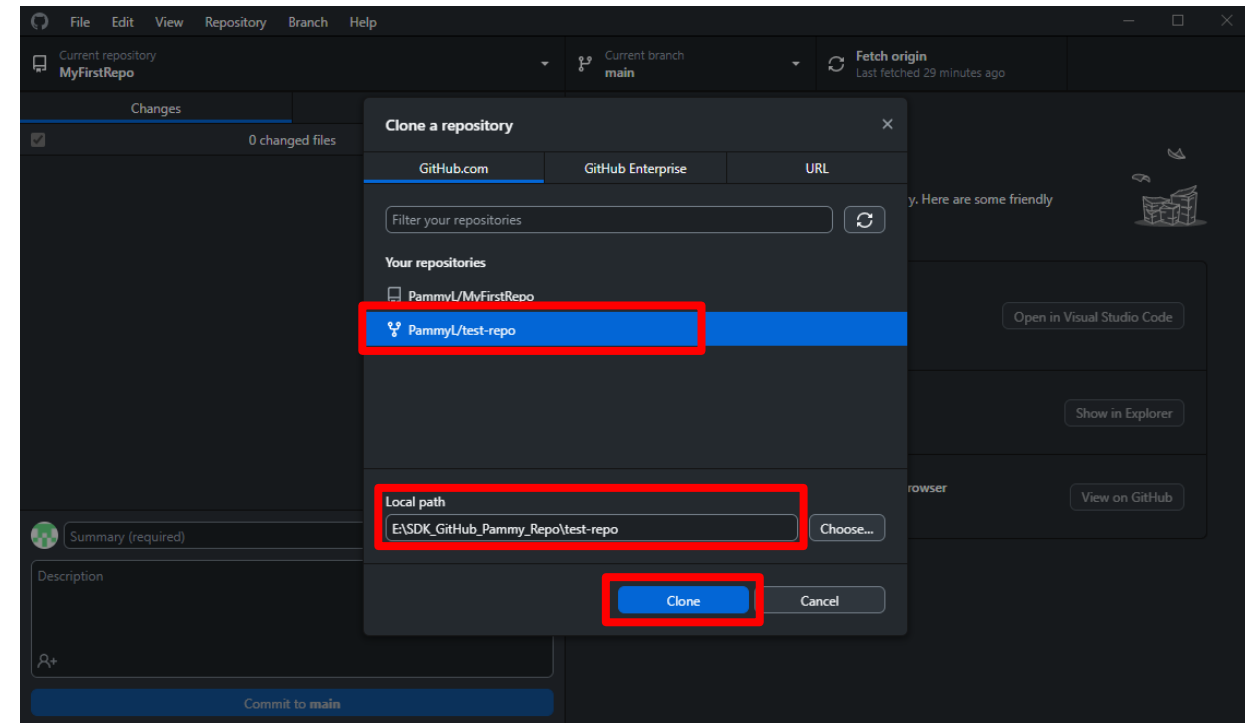 File Edit View Repository Branch Help
Current repository
MyFirstRepo
Current branch
main
Fetch origin
Last fetched 29 minutes ago
Changes
0 changed files
Clone a repository
GitHub.com GitHub Enterprise URL
Filter your repositories
Your repositories
PammyL/MyFirstRepo
PammyL/test-repo
y. Here are some friendly
Open in Visual Studio Code
Show in Explorer
rowser
View on GitHub
Local path
E:\SDK_GitHub_Pammy_Repo\test-repo
Choose...
Clone
Cancel
Summary (required)
Description
Commit to main